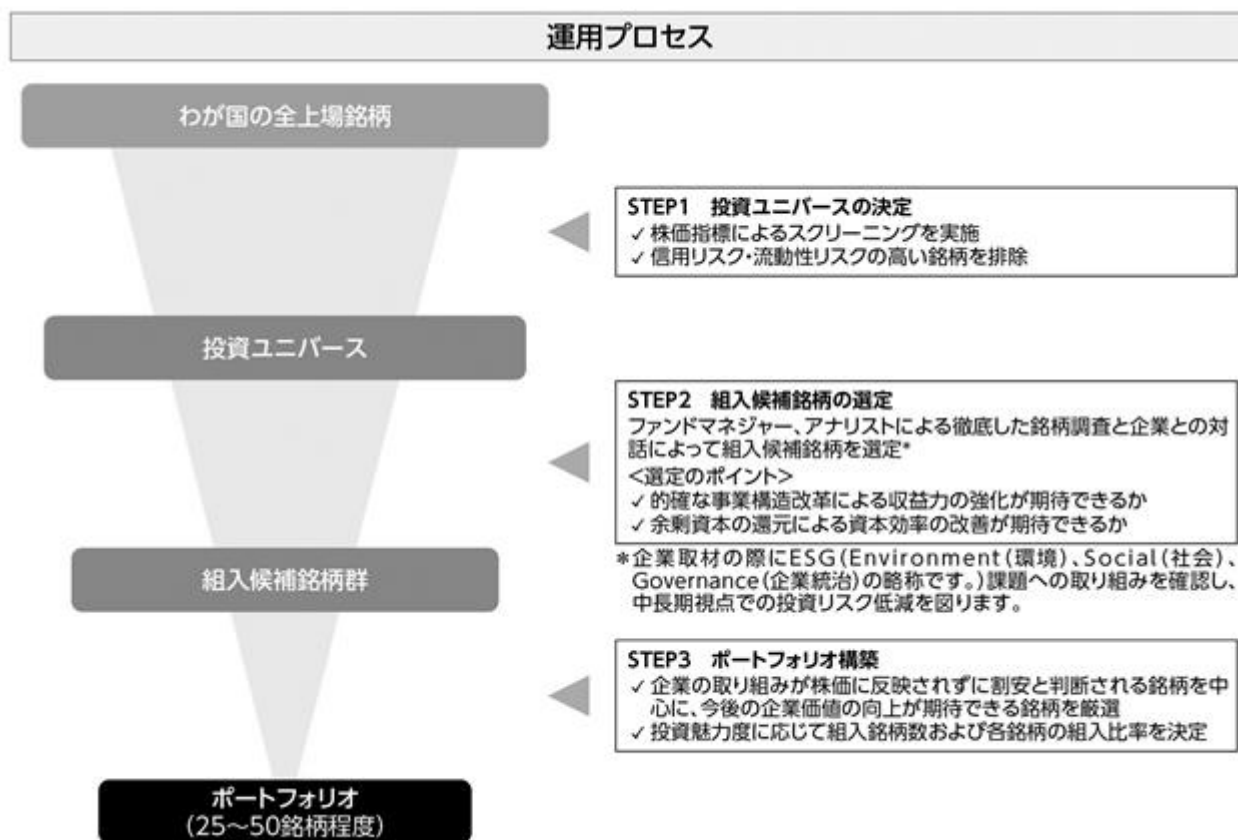 運用プロセス
わが国の全上場銘柄
STEP1 投資ユニバースの決定
✓ 株価指標によるスクリーニングを実施
✓ 信用リスク・流動性リスクの高い銘柄を排除
投資ユニバース
STEP2 組入候補銘柄の選定
ファンドマネジャー、アナリストによる徹底した銘柄調査と企業との対
話によって組入候補銘柄を選定*
<選定のポイント>
✓ 的確な事業構造改革による収益力の強化が期待できるか
✓ 余剰資本の還元による資本効率の改善が期待できるか
*企業取材の際にESG(Environment(環境)、Social(社会)、
Governance(企業統治)の略称です。)課題への取り組みを確認し、
中長期視点での投資リスク低減を図ります。
組入候補銘柄群
STEP3 ポートフォリオ構築
✓ 企業の取り組みが株価に反映されずに割安と判断される銘柄を中
心に、今後の企業価値の向上が期待できる銘柄を厳選
✓ 投資魅力度に応じて組入銘柄数および各銘柄の組入比率を決定
ポートフォリオ
(25～50銘柄程度)